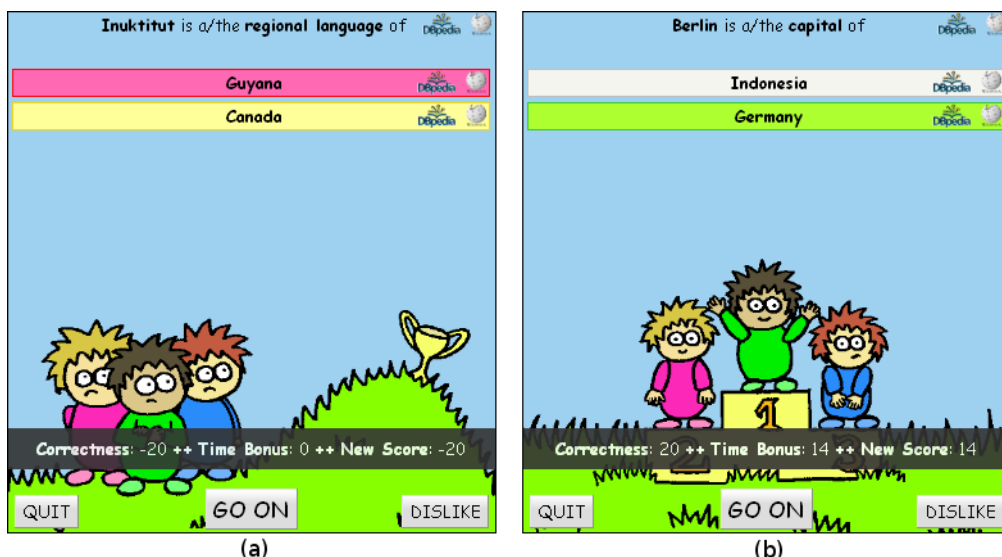 Inuktitut is a/the regional language of DBpedia
Guyana DBpedia
Canada DBpedia
Correctness: -20 ++ Time Bonus: 0 ++ New Score: -20
QUIT GO ON DISLIKE
(a)
Berlin is a/the capital of DBpedia
Indonesia DBpedia
Germany DBpedia
1
Correctness: 20 ++ Time Bonus: 14 ++ New Score: 14
2 3
QUIT GO ON DISLIKE
(b)